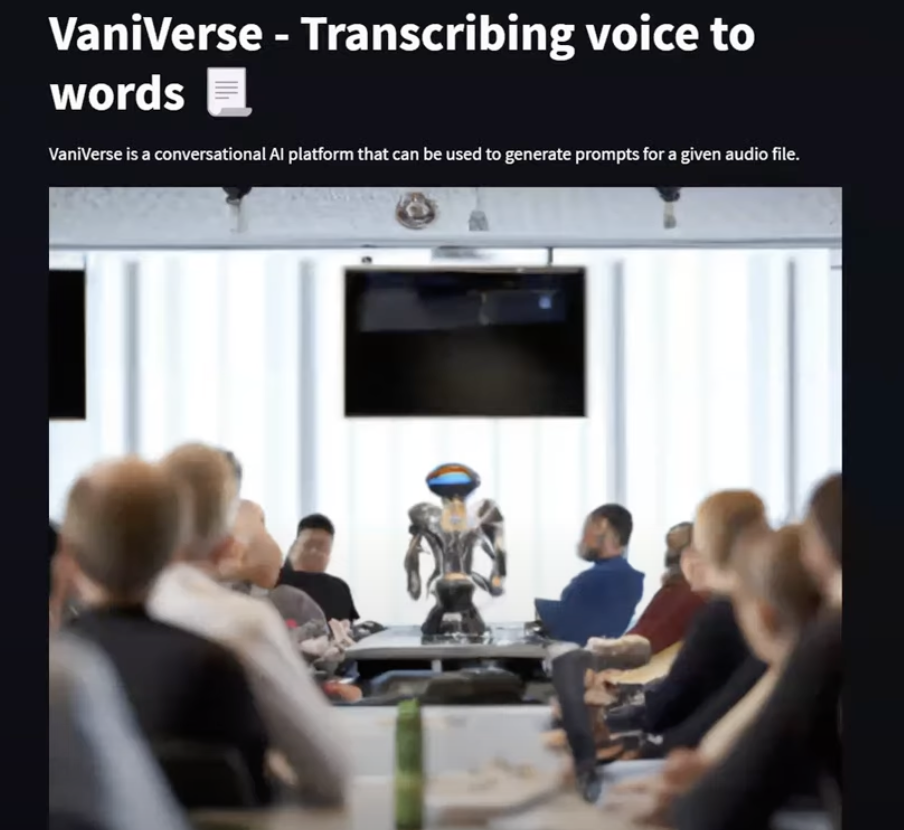 VaniVerse - Transcribing voice to
words 📜
VaniVerse is a conversational AI platform that can be used to generate prompts for a given audio file.